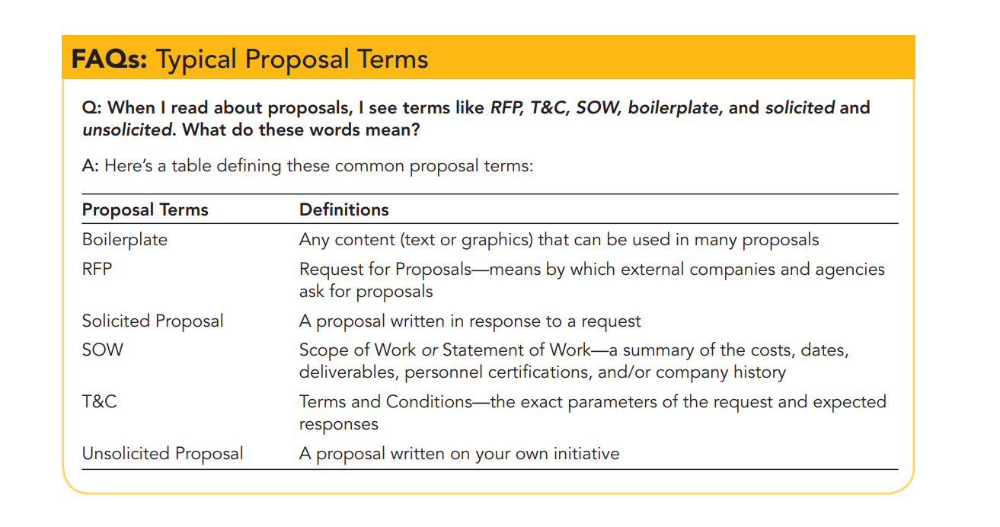 FAQs: Typical Proposal Terms
Q: When I read about proposals, I see terms like RFP, T&C, SOW, boilerplate, and solicited and
unsolicited. What do these words mean?
A: Here’s a table defining these common proposal terms:
Proposal Terms Definitions
Boilerplate Any content (text or graphics) that can be used in many proposals
RFP Request for Proposals—means by which external companies and agencies
ask for proposals
Solicited Proposal A proposal written in response to a request
SOW Scope of Work or Statement of Work—a summary of the costs, dates,
deliverables, personnel certifications, and/or company history
T&C Terms and Conditions—the exact parameters of the request and expected
responses
Unsolicited Proposal A proposal written on your own initiative